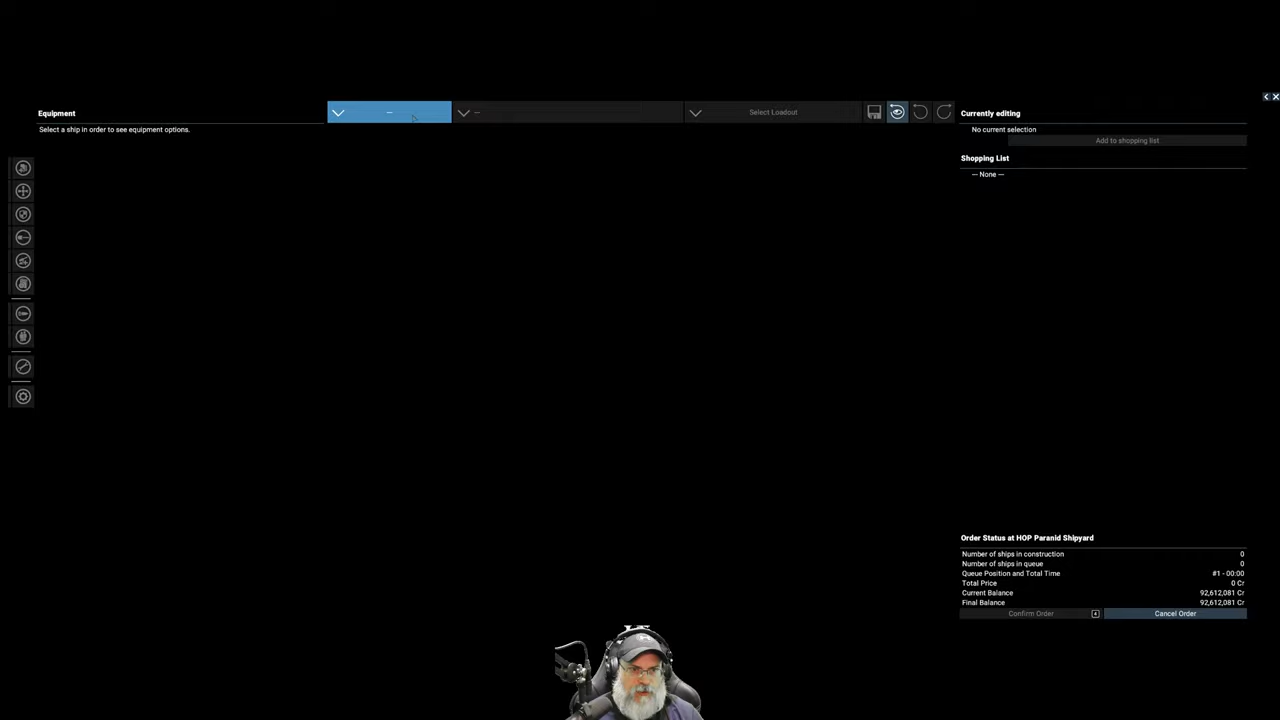 Equipment
Select a ship in order to see equipment options.
—
—
Select Loadout
Currently editing
No current selection
Add to shopping list
Shopping List
--- None ---
Order Status at HOP Paranid Shipyard
Number of ships in construction 0
Number of ships in queue 0
Queue Position and Total Time #1 - 00:00
Total Price 0 Cr
Current Balance 92,612,081 Cr
Final Balance 92,612,081 Cr
Confirm Order
Cancel Order